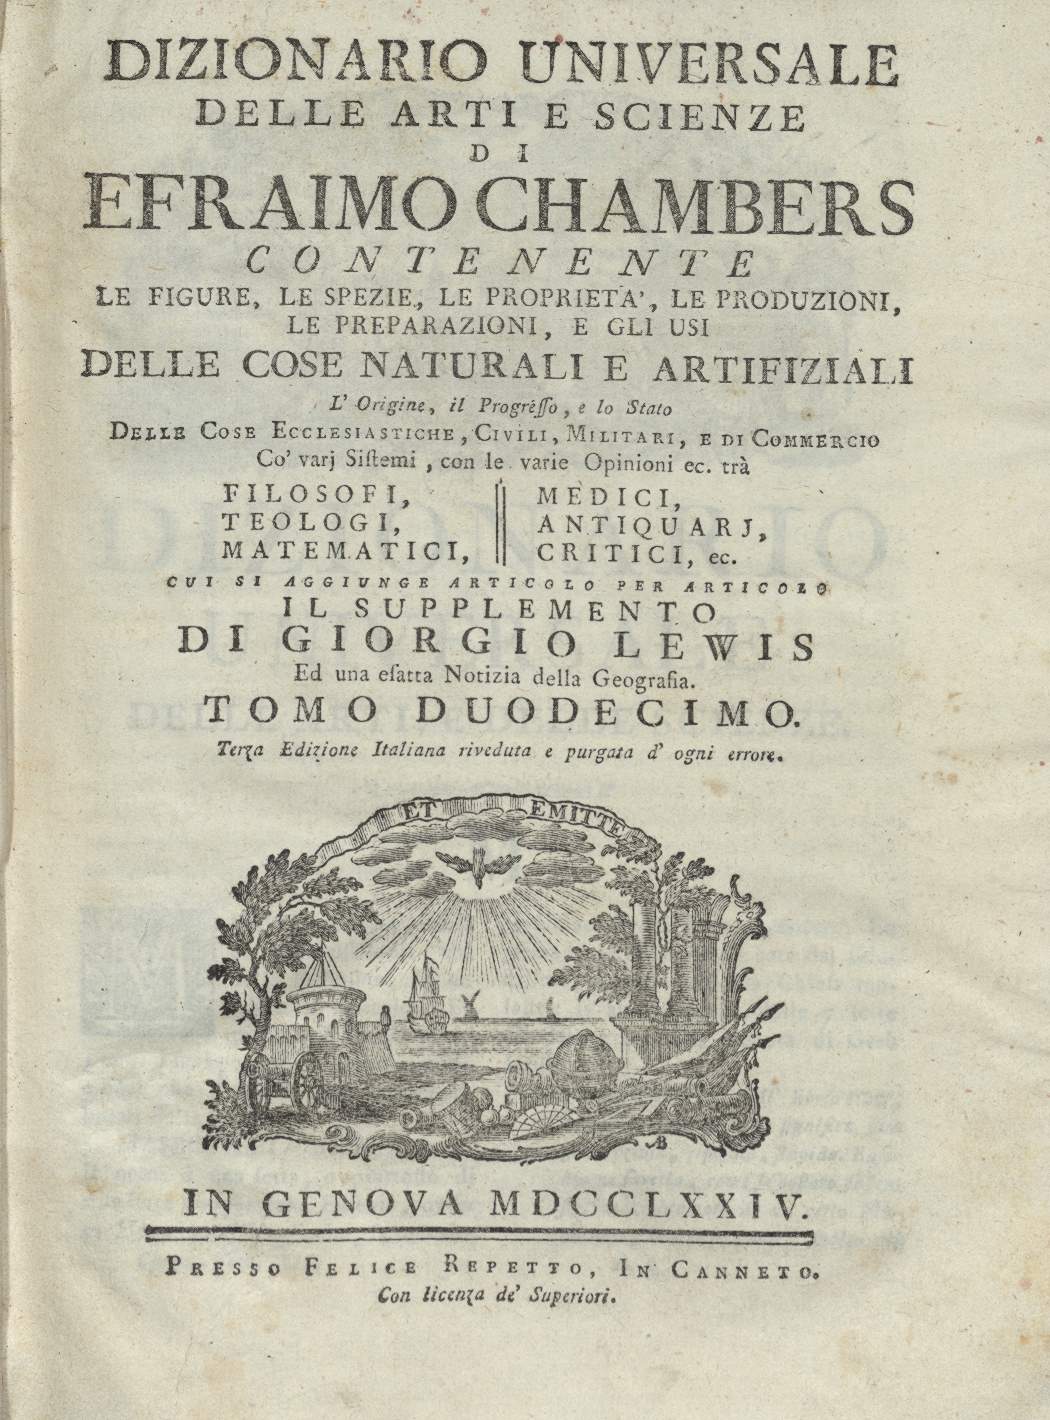 DIZIONARIO UNIVERSALE
DELLE ARTI E SCIENZE
DI
EFRAIMO CHAMBERS
CONTENENTE
LE FIGURE, LE SPEZIE, LE PROPRIETA', LE PRODUZIONI,
LE PREPARAZIONI, E GLI USI
DELLE COSE NATURALI E ARTIFIZIALI
L' Origine, il Progreſſo, e lo Stato
DELLE COSE ECCLESIASTICHE, CIVILI, MILITARI, E DI COMMERCIO
Co' varj Siſtemi, con le varie Opinioni ec. trà
FILOSOFI,
TEOLOGI,
MATEMATICI,
MEDICI,
ANTIQUARJ,
CRITICI, ec.
CUI SI AGGIUNGE ARTICOLO PER ARTICOLO
IL SUPPLEMENTO
DI GIORGIO LEWIS
Ed una eſatta Notizia della Geografia.
TOMO DUODECIMO.
Terza Edizione Italiana riveduta e purgata d' ogni errore.
ET EMITTE
AB
IN GENOVA MDCCLXXIV.
PRESSO FELICE REPETTO, IN CANNETO.
Con licenza de' Superiori.